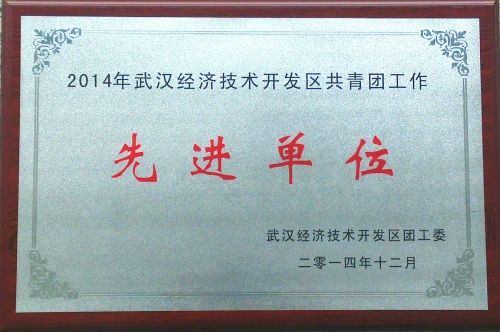 2014年武汉经济技术开发区共青团工作
先进单位
武汉经济技术开发区团工委
二零一四年十二月